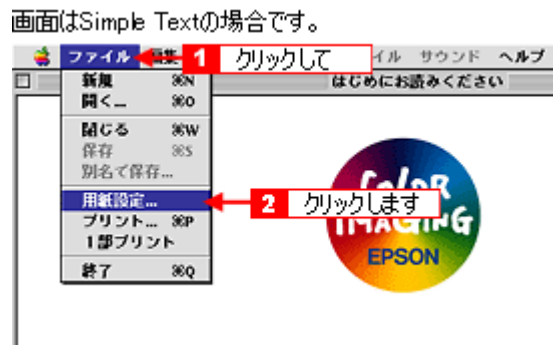 画面はSimple Textの場合です。
ファイル 編集 1 クリックして イル サウンド ヘルプ
新規 ⌘N
はじめにお読みください
開く... ⌘O
閉じる ⌘W
保存 ⌘S
別名で保存...
用紙設定... 2 クリックします
プリント... ⌘P
1部プリント
終了 ⌘Q
COLOR
IMAGING
EPSON